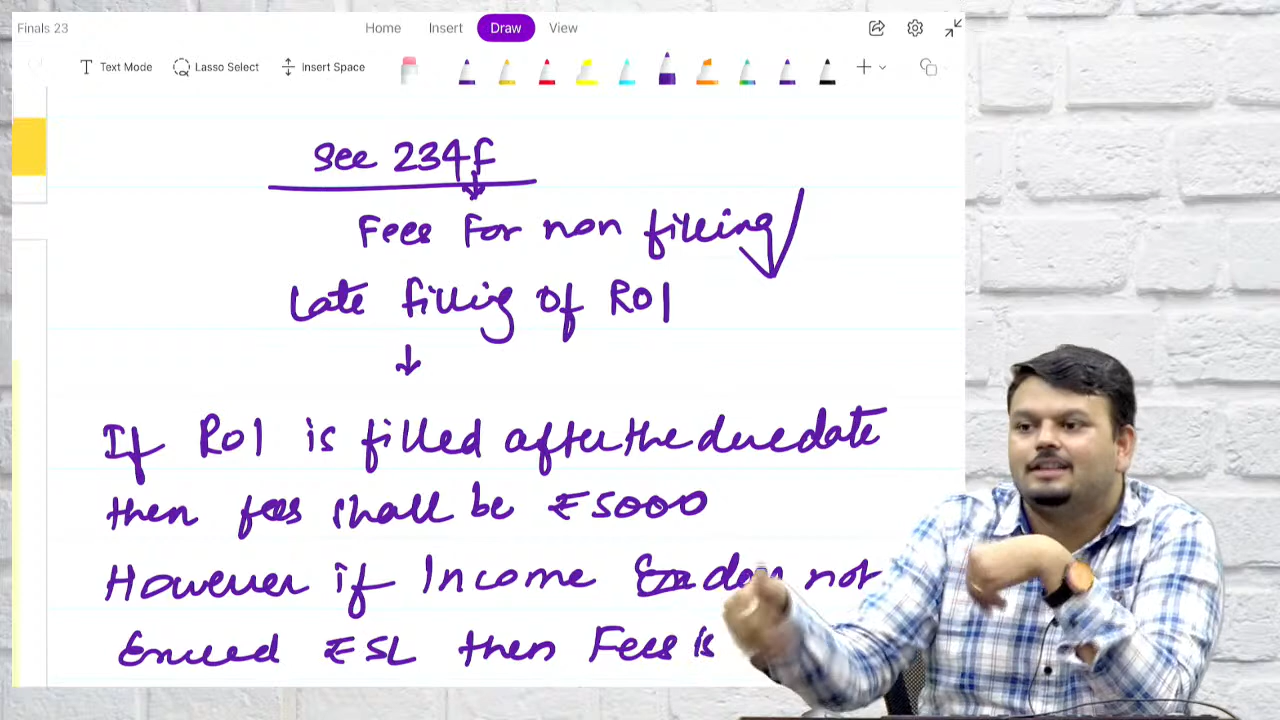 Finals 23
Home Insert Draw View
Text Mode Lasso Select Insert Space
See 234f
Fees For non filling
Late filling of ROI
If ROI is filled after the due date
then fees shall be ₹5000
However if Income does not
Exceed ₹5L then Fees is